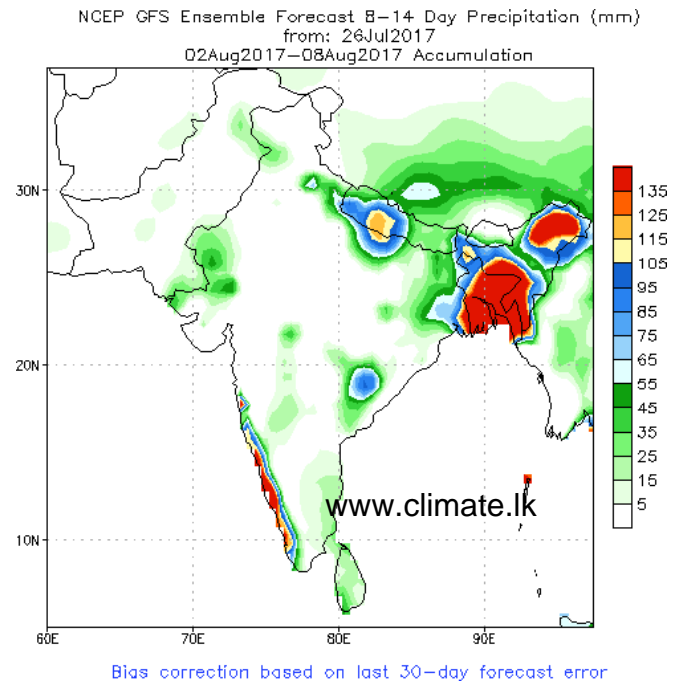 NCEP GFS Ensemble Forecast 8-14 Day Precipitation (mm)
from: 26Jul2017
02Aug2017-08Aug2017 Accumulation
30N
20N
10N
60E
70E
80E
90E
135
125
115
105
95
85
75
65
55
45
35
25
15
5
www.climate.lk
Bias correction based on last 30-day forecast error